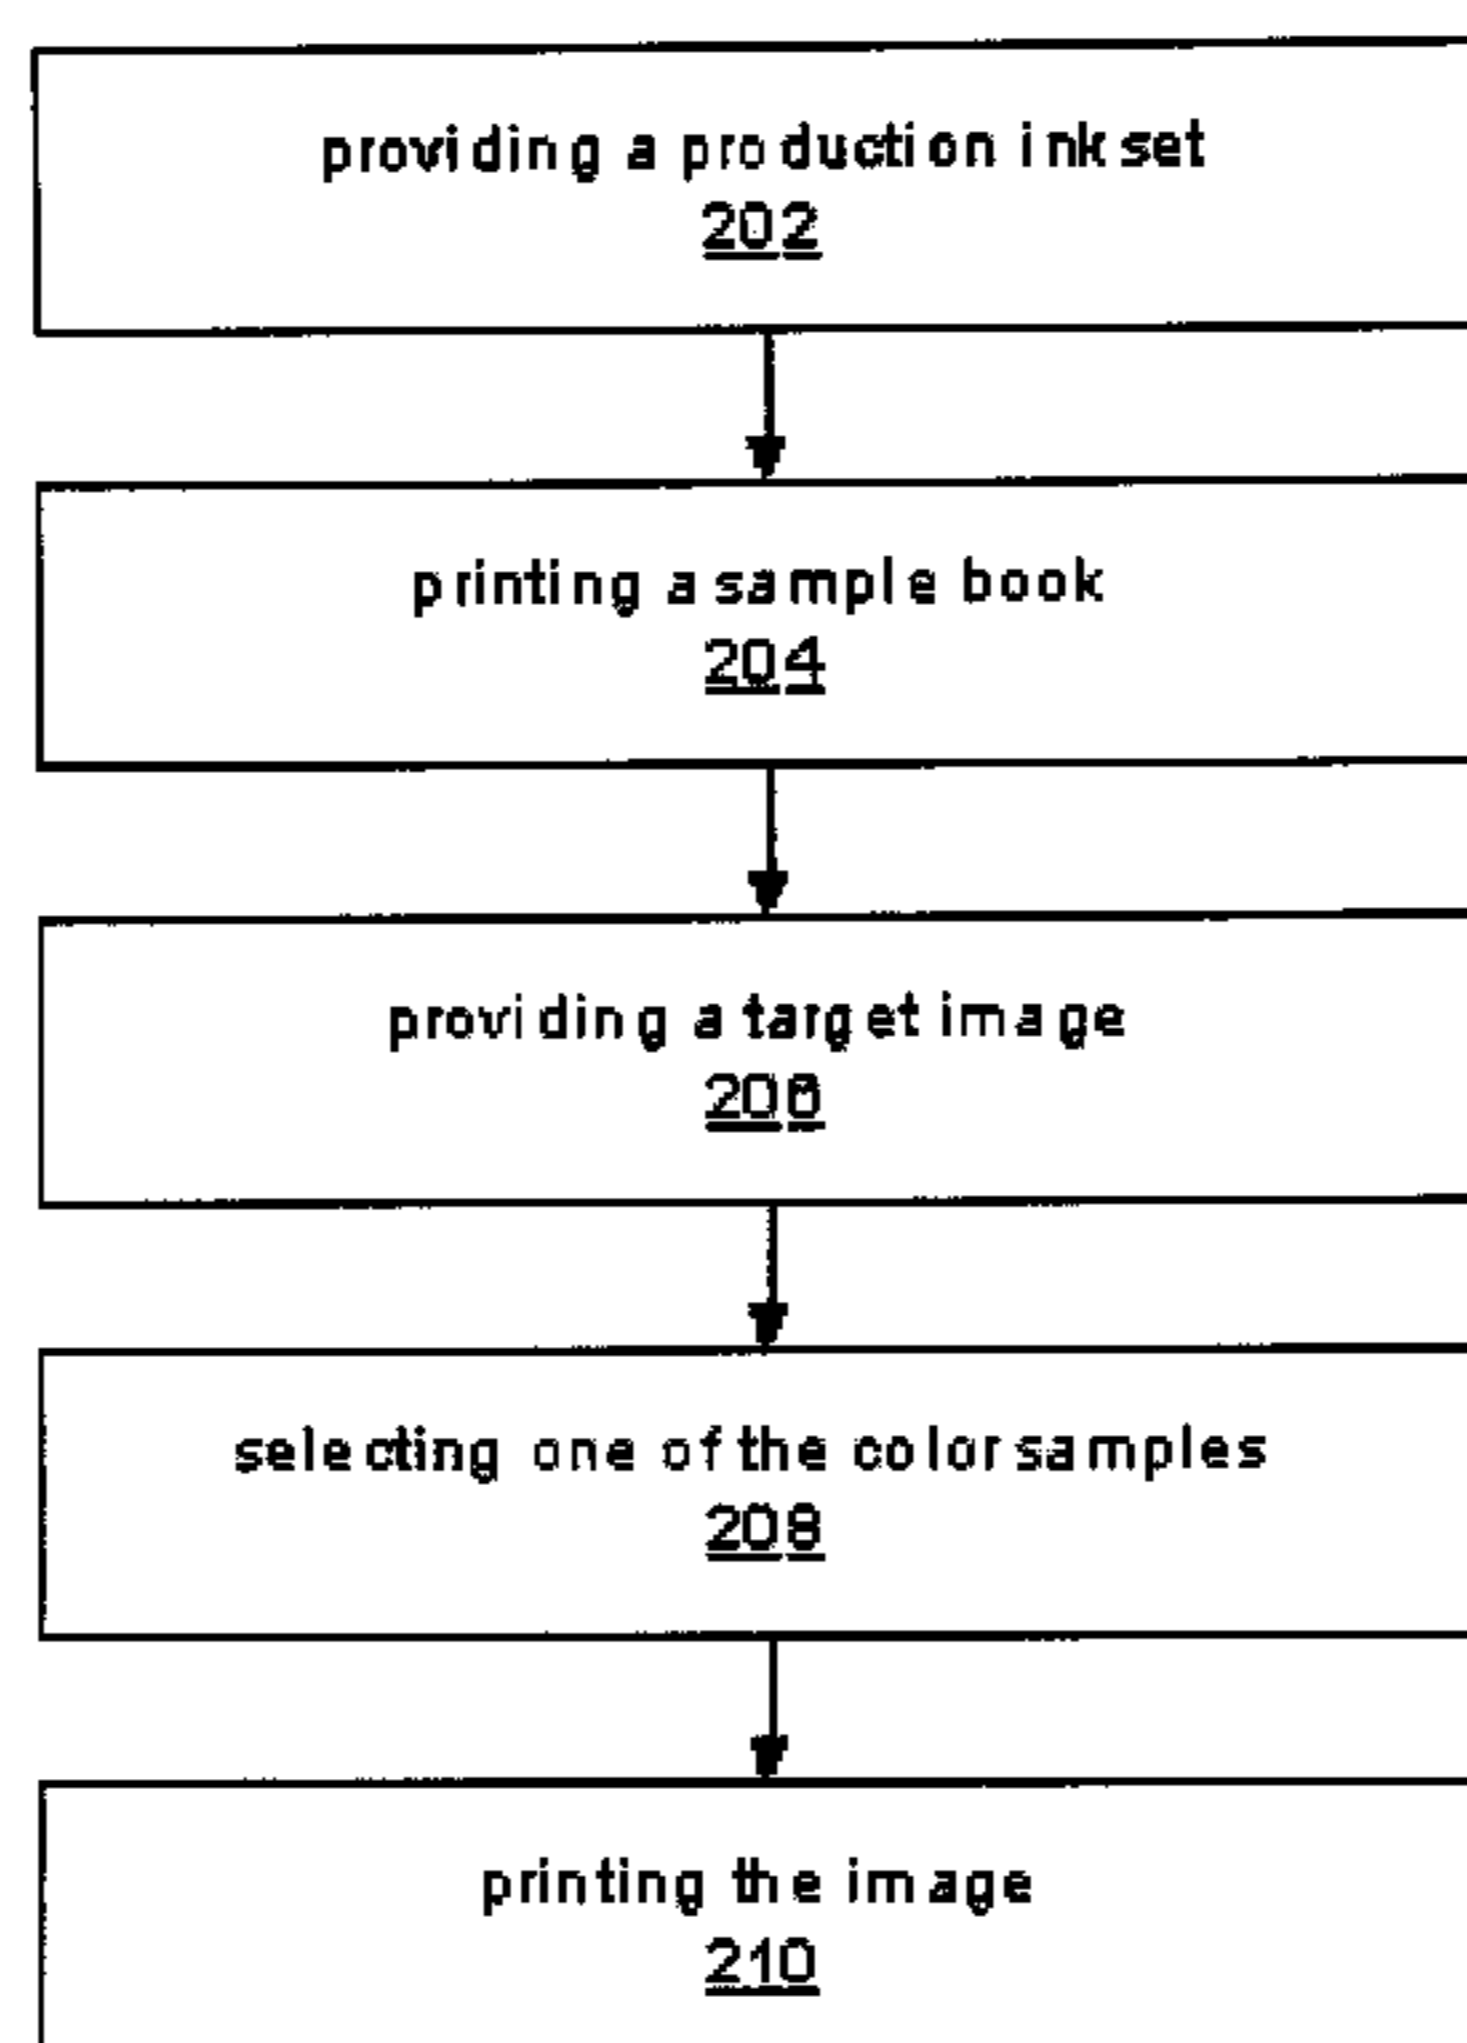 providing a production ink set
202
printing a sample book
204
providing a target image
206
selecting one of the color samples
208
printing the image
210